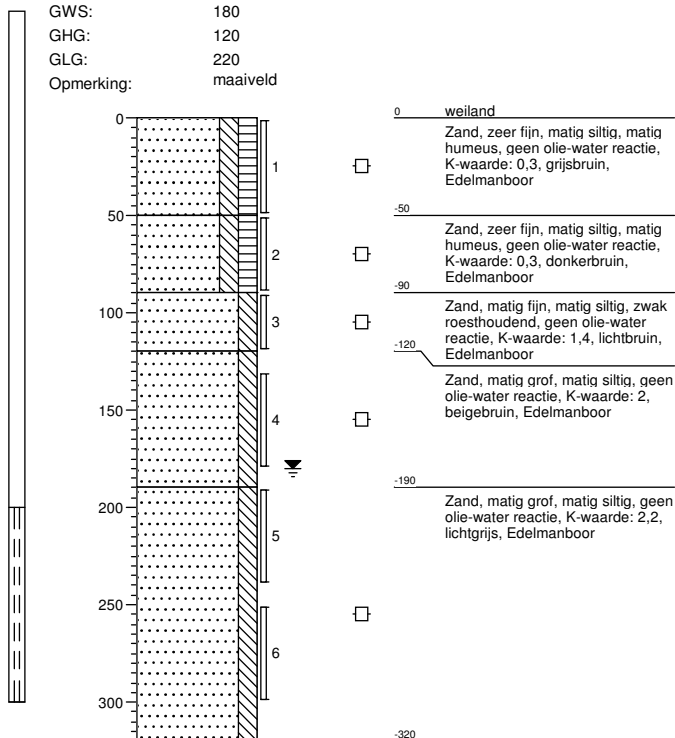 GWS: 180
GHG: 120
GLG: 220
Opmerking: maaiveld
0
50
100
150
200
250
300
1
2
3
4
5
6
0 weiland
Zand, zeer fijn, matig siltig, matig
humeus, geen olie-water reactie,
K-waarde: 0,3, grijsbruin,
Edelmanboor
-50
Zand, zeer fijn, matig siltig, matig
humeus, geen olie-water reactie,
K-waarde: 0,3, donkerbruin,
Edelmanboor
-90
Zand, matig fijn, matig siltig, zwak
roesthoudend, geen olie-water
reactie, K-waarde: 1,4, lichtbruin,
Edelmanboor
-120
Zand, matig grof, matig siltig, geen
olie-water reactie, K-waarde: 2,
beigebruin, Edelmanboor
-190
Zand, matig grof, matig siltig, geen
olie-water reactie, K-waarde: 2,2,
lichtgrijs, Edelmanboor
-320